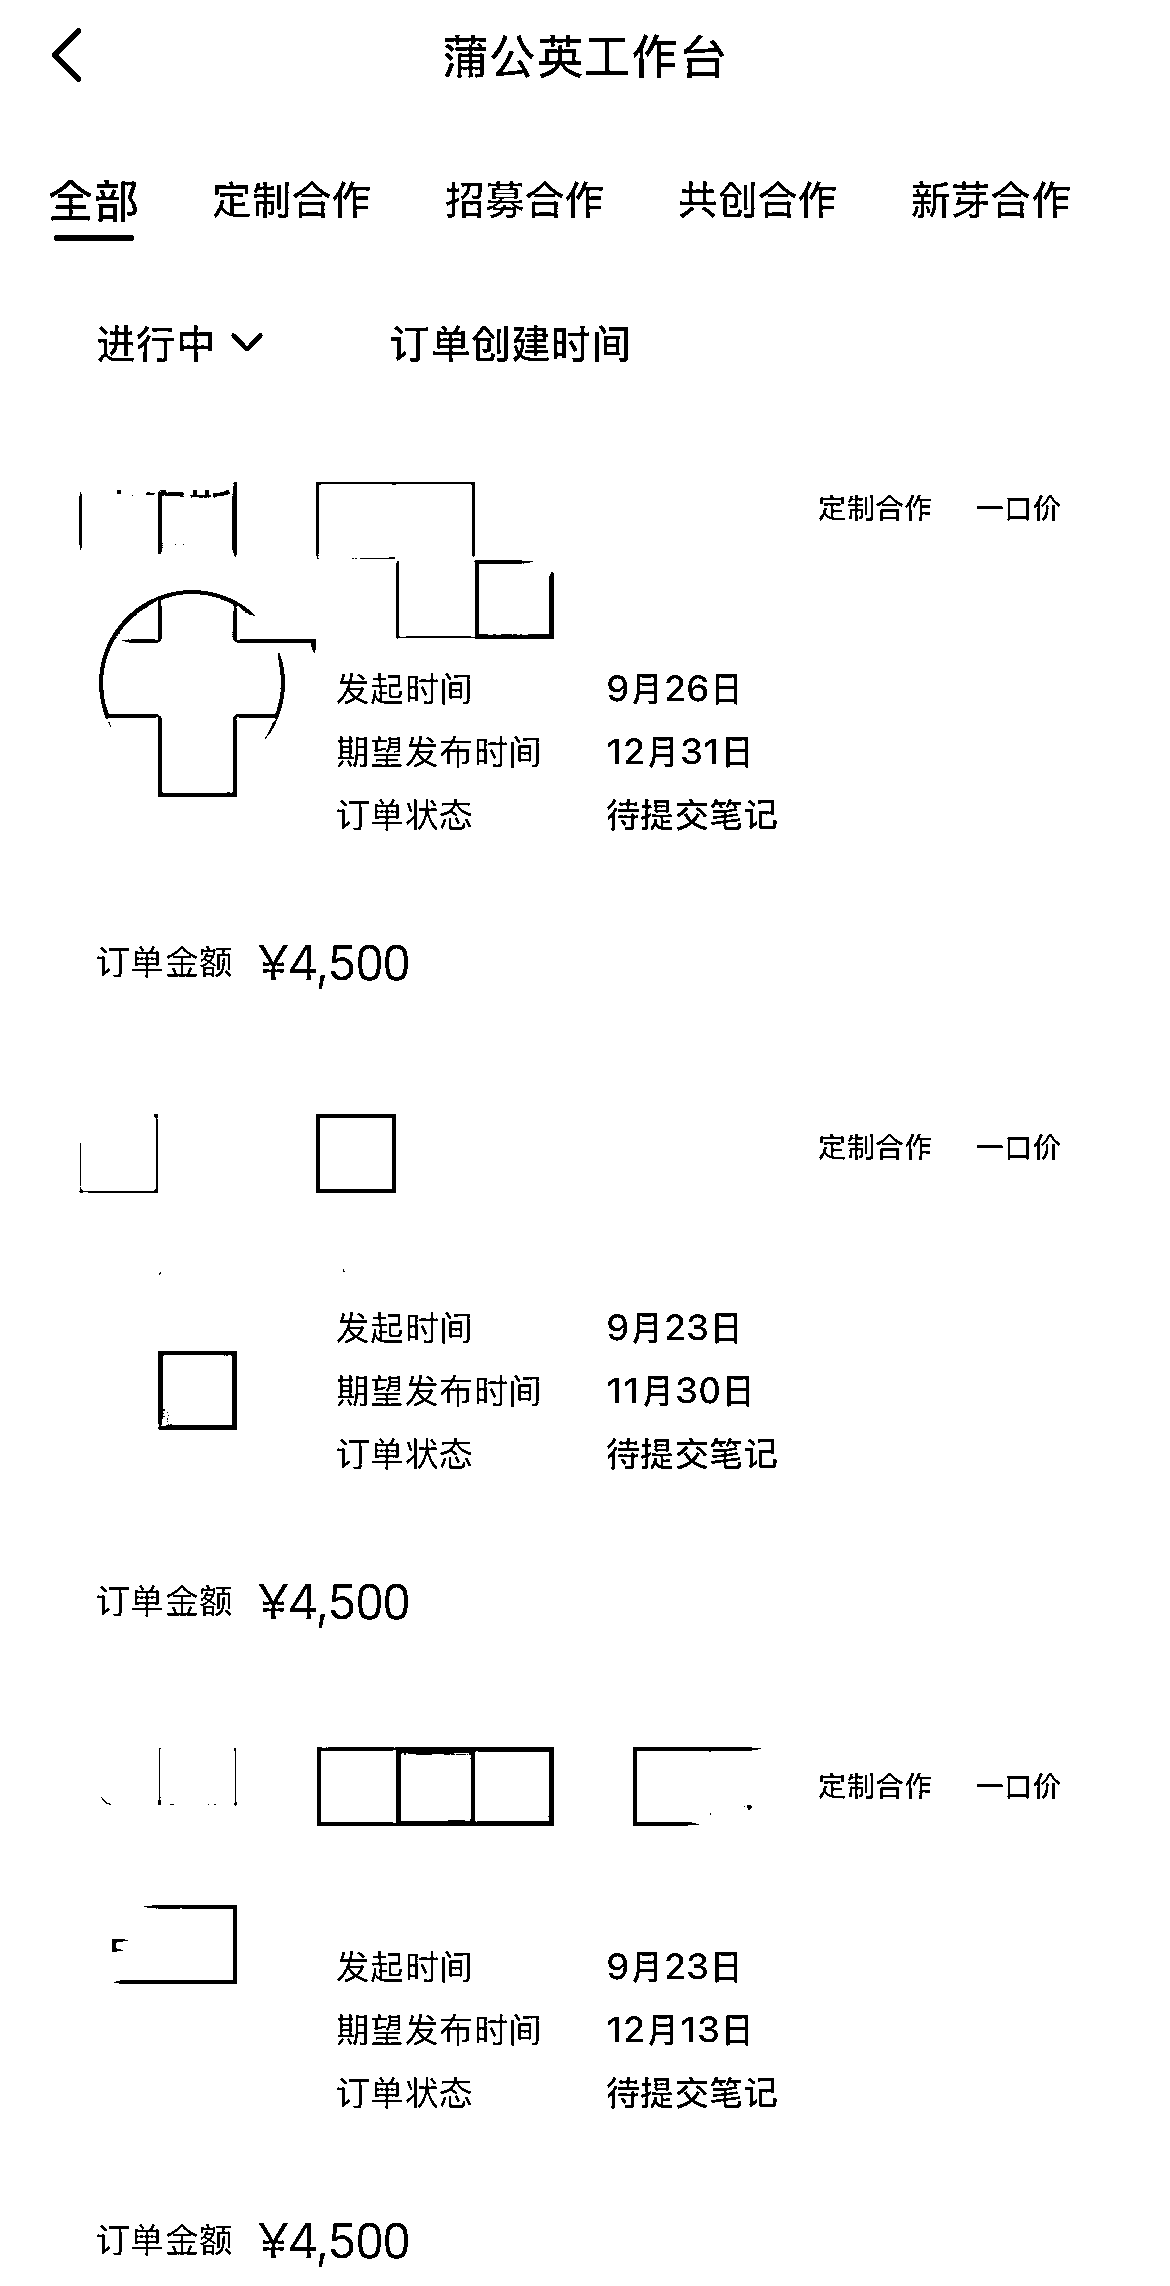 蒲公英工作台
全部 定制合作 招募合作 共创合作 新芽合作
进行中 订单创建时间
定制合作 一口价
发起时间 9月26日
期望发布时间 12月31日
订单状态 待提交笔记
订单金额 ¥4,500
定制合作 一口价
发起时间 9月23日
期望发布时间 11月30日
订单状态 待提交笔记
订单金额 ¥4,500
定制合作 一口价
发起时间 9月23日
期望发布时间 12月13日
订单状态 待提交笔记
订单金额 ¥4,500